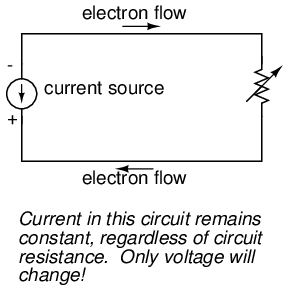 electron flow
-
current source
+
electron flow
Current in this circuit remains
constant, regardless of circuit
resistance.  Only voltage will
change!